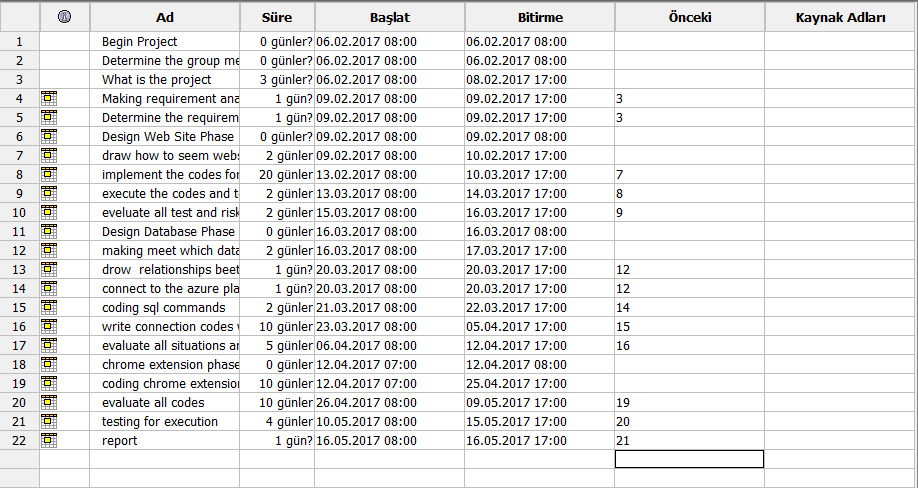 Ad Süre Başlat Bitirme Önceki Kaynak Adları
1 Begin Project 0 günler? 06.02.2017 08:00 06.02.2017 08:00
2 Determine the group me 0 günler? 06.02.2017 08:00 06.02.2017 08:00
3 What is the project 3 günler? 06.02.2017 08:00 08.02.2017 17:00
4 Making requirement ana 1 gün? 09.02.2017 08:00 09.02.2017 17:00 3
5 Determine the requirem 1 gün? 09.02.2017 08:00 09.02.2017 17:00 3
6 Design Web Site Phase 0 günler? 09.02.2017 08:00 09.02.2017 08:00
7 draw how to seem webs 2 günler 09.02.2017 08:00 10.02.2017 17:00
8 implement the codes for 20 günler 13.02.2017 08:00 10.03.2017 17:00 7
9 execute the codes and te 2 günler 13.03.2017 08:00 14.03.2017 17:00 8
10 eveluate all test and risk 2 günler 15.03.2017 08:00 16.03.2017 17:00 9
11 Design Database Phase 0 günler 16.03.2017 08:00 16.03.2017 08:00
12 making meet which data 2 günler 16.03.2017 08:00 17.03.2017 17:00
13 drow relationships beet 1 gün? 20.03.2017 08:00 20.03.2017 17:00 12
14 connect to the azure pla 1 gün? 20.03.2017 08:00 20.03.2017 17:00 12
15 coding sql commands 2 günler 21.03.2017 08:00 22.03.2017 17:00 14
16 write connection codes w 10 günler 23.03.2017 08:00 05.04.2017 17:00 15
17 evaluate all situations an 5 günler 06.04.2017 08:00 12.04.2017 17:00 16
18 chrome extension phase 0 günler 12.04.2017 07:00 12.04.2017 08:00
19 coding chrome extension 10 günler 12.04.2017 07:00 25.04.2017 17:00
20 evaluate all codes 10 günler 26.04.2017 08:00 09.05.2017 17:00 19
21 testing for execution 4 günler 10.05.2017 08:00 15.05.2017 17:00 20
22 report 1 gün? 16.05.2017 08:00 16.05.2017 17:00 21